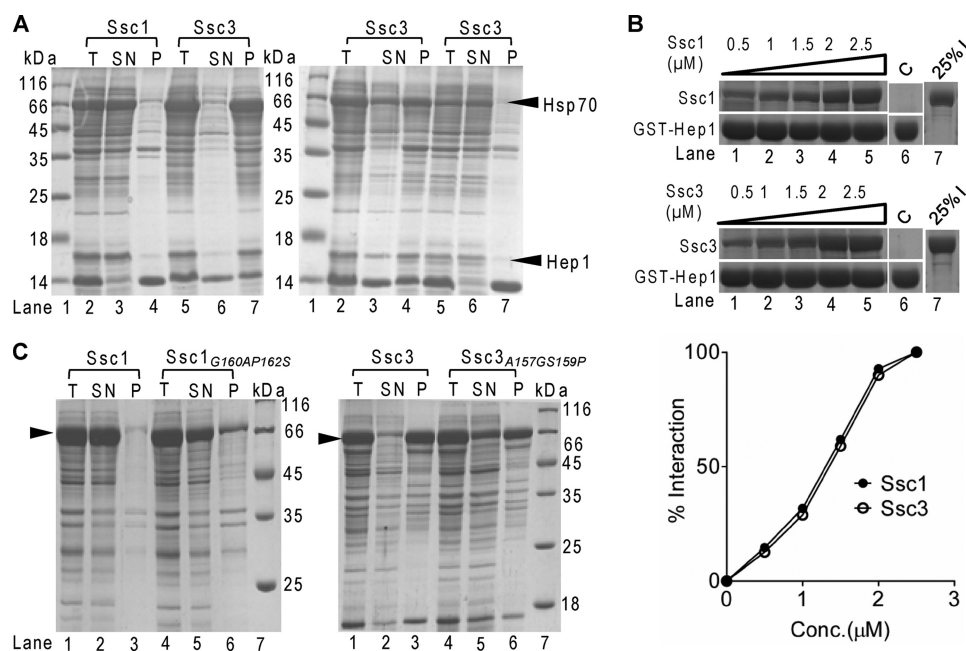 A
Ssc1 Ssc3
kDa T SN P T SN P
116
66
45
35
25
18
14
Lane 1 2 3 4 5 6 7
Ssc3 Ssc3
kDa T SN P T SN P
116
66
45
35
25
18
14
1 2 3 4 5 6 7
Hsp70
Hep1
B
Ssc1 (μM) 0.5 1 1.5 2 2.5 C 25% I
Ssc1
GST-Hep1
Lane 1 2 3 4 5 6 7
Ssc3 (μM) 0.5 1 1.5 2 2.5 C 25% I
Ssc3
GST-Hep1
Lane 1 2 3 4 5 6 7
100
50
0
% Interaction
Ssc1
Ssc3
0 1 2 3
Conc.(μM)
C
Ssc1 Ssc1G160AP162S
T SN P T SN P kDa
116
66
45
35
25
Lane 1 2 3 4 5 6 7
Ssc3 Ssc3A157GS159P
T SN P T SN P kDa
116
66
45
35
25
18
1 2 3 4 5 6 7